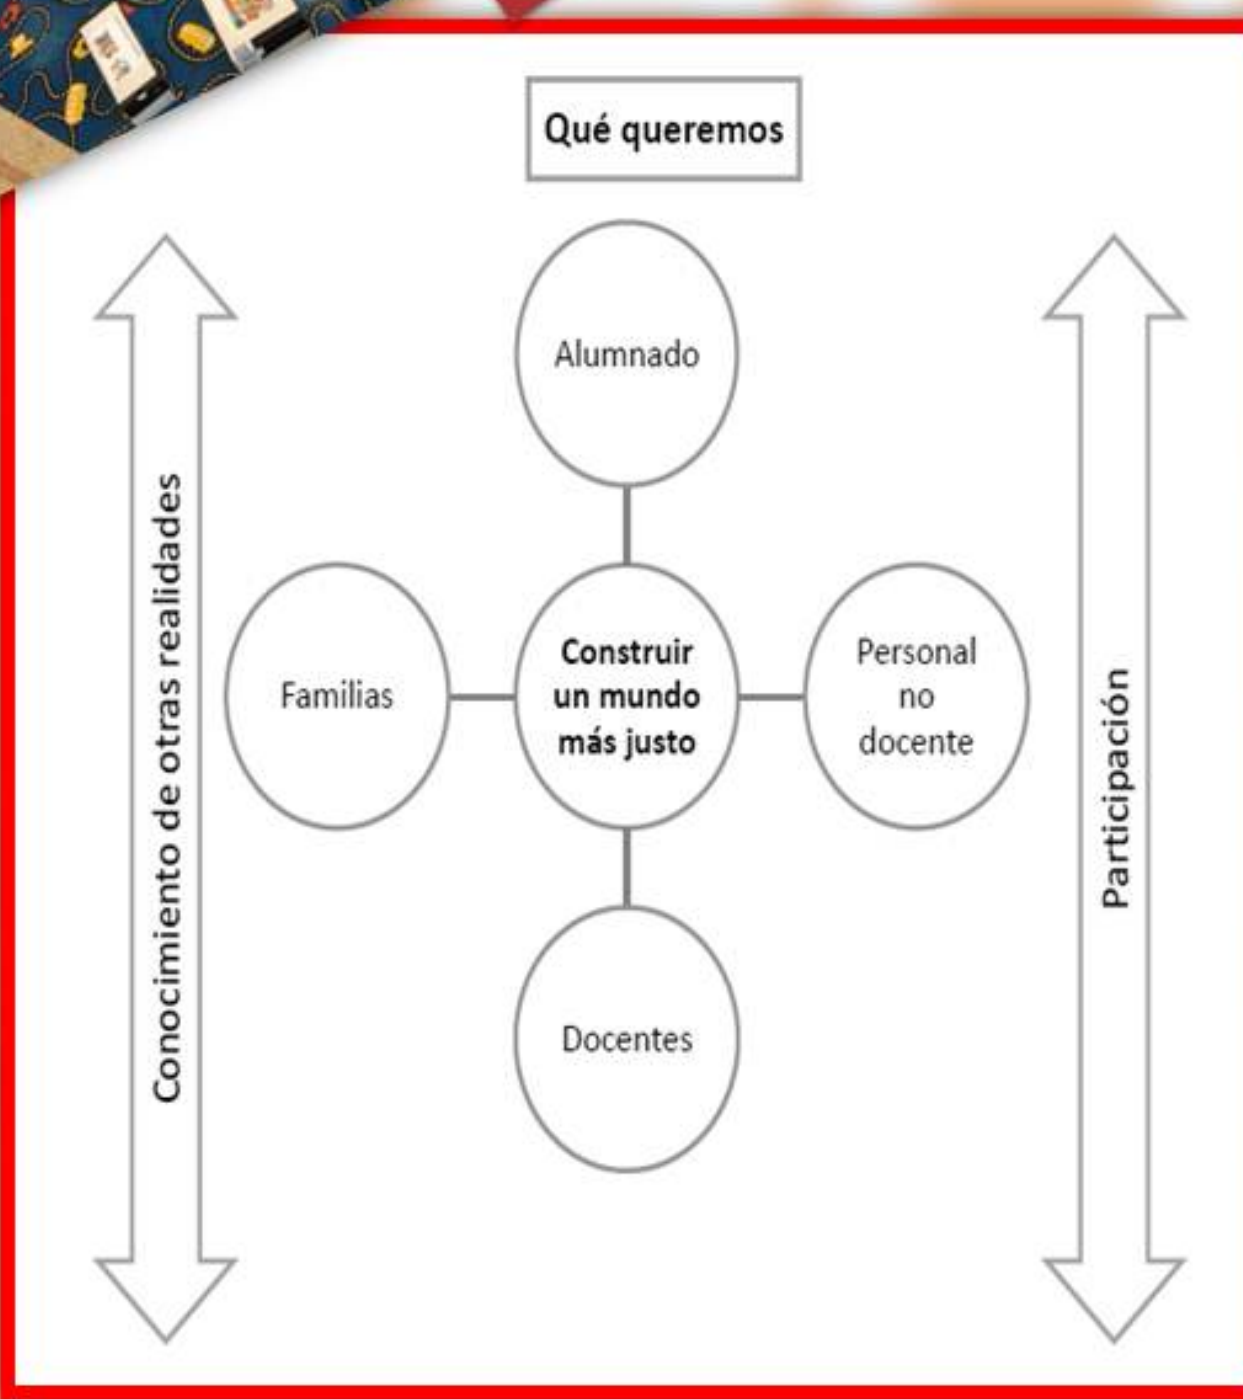 Qué queremos
Alumnado
Conocimiento de otras realidades
Familias
Construir
un mundo
más justo
Personal
no
docente
Participación
Docentes